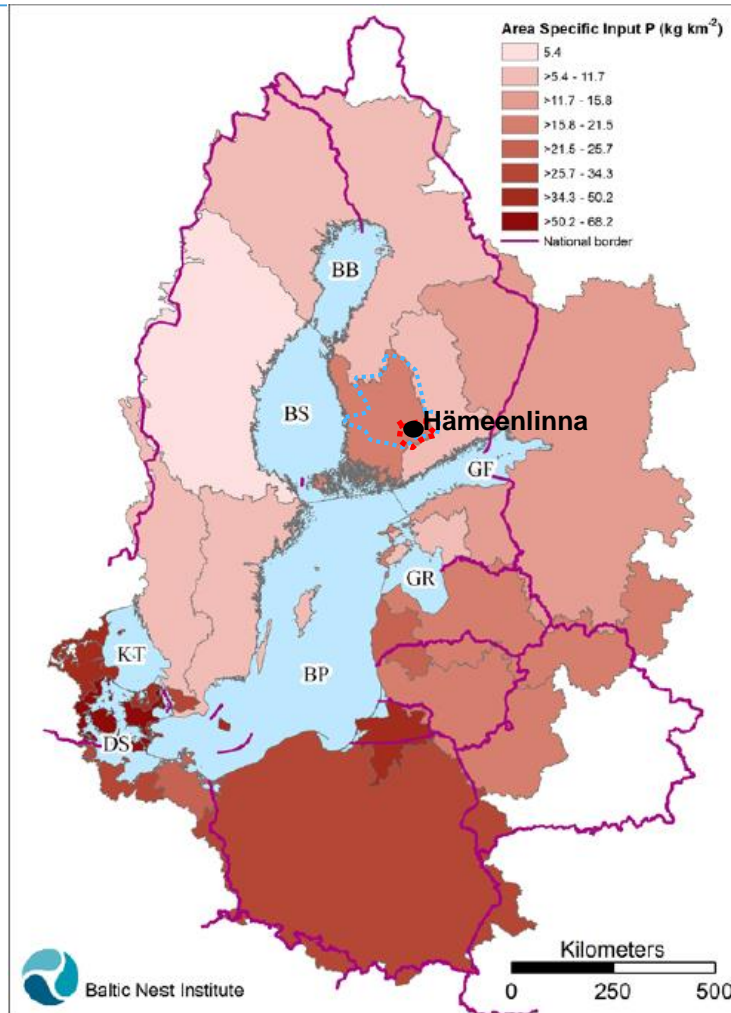 Area Specific Input P (kg km⁻²)
5.4
>5.4 - 11.7
>11.7 - 15.8
>15.8 - 21.5
>21.5 - 25.7
>25.7 - 34.3
>34.3 - 50.2
>50.2 - 68.2
National border
BB
BS
Hämeenlinna
GF
GR
KT
BP
DS
Baltic Nest Institute
Kilometers
0 250 500